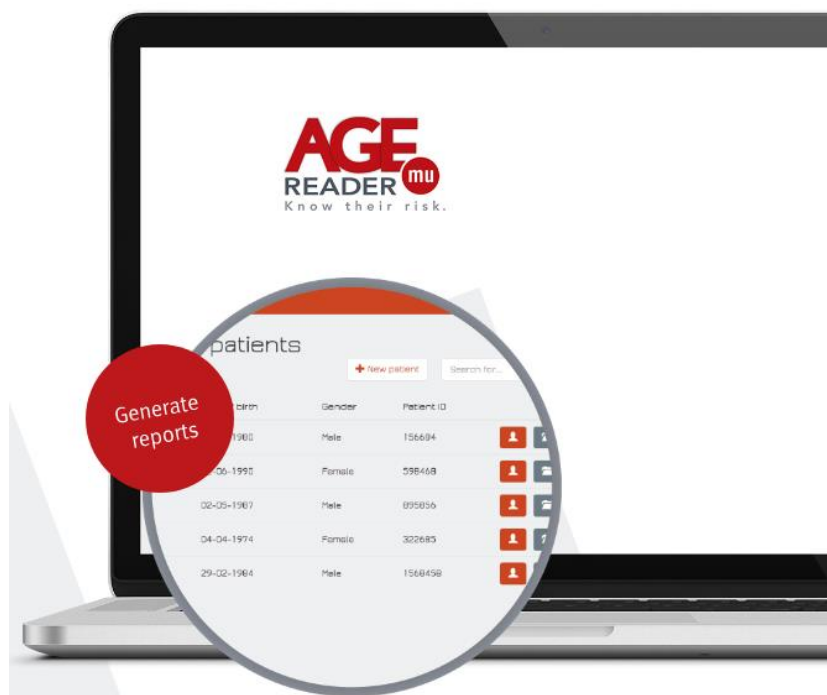 AGE
READER mu
Know their risk.
patients
+ New patient Search for...
Generate
reports
birth Gender Patient ID
1980 Male 156684
-06-1990 Female 598468
02-05-1987 Male 895856
04-04-1974 Female 322685
29-02-1984 Male 1568458